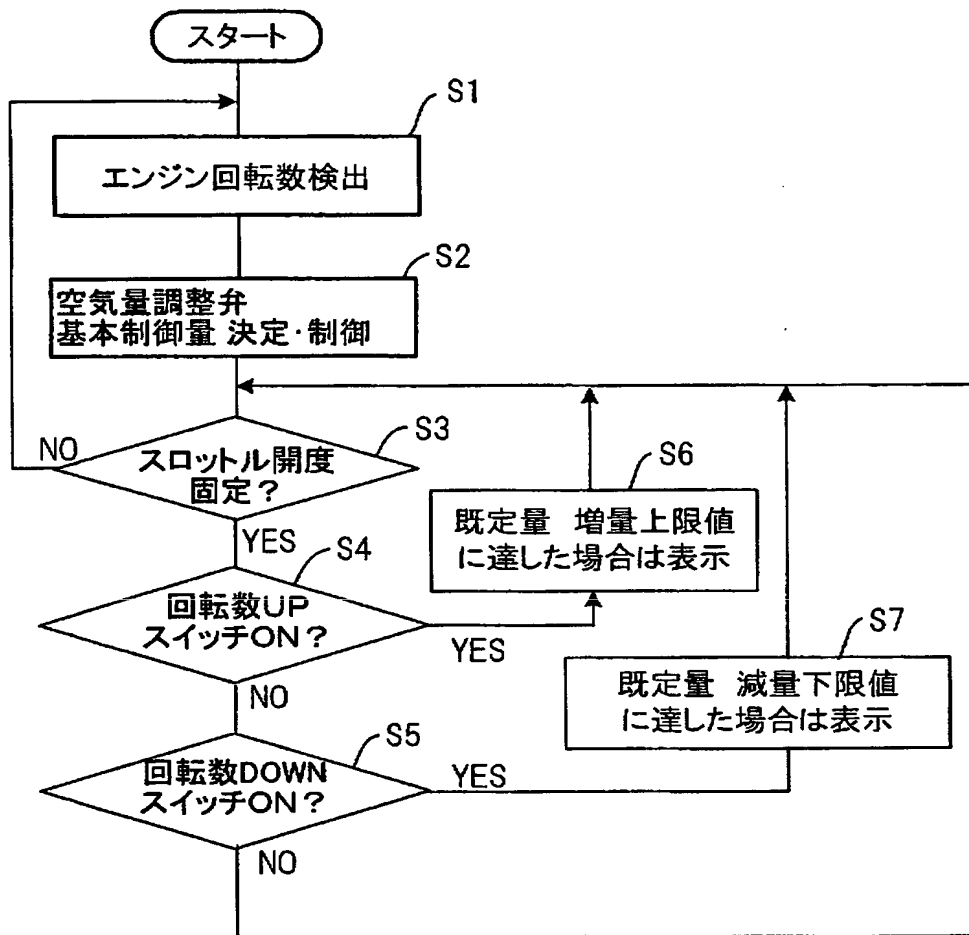 スタート
S1
エンジン回転数検出
S2
空気量調整弁
基本制御量 決定・制御
S3
NO
スロットル開度
固定?
YES
S6
既定量 増量上限値
に達した場合は表示
S4
回転数UP
スイッチON?
YES
NO
S7
既定量 減量下限値
に達した場合は表示
S5
回転数DOWN
スイッチON?
YES
NO